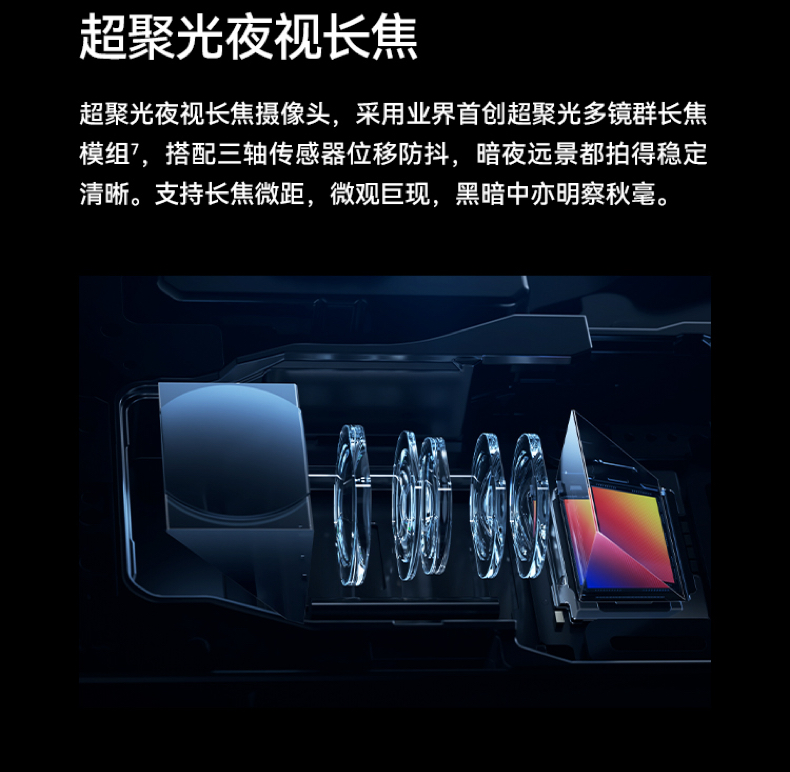 超聚光夜视长焦
超聚光夜视长焦摄像头，采用业界首创超聚光多镜群长焦
模组7，搭配三轴传感器位移防抖，暗夜远景都拍得稳定
清晰。支持长焦微距，微观巨现，黑暗中亦明察秋毫。